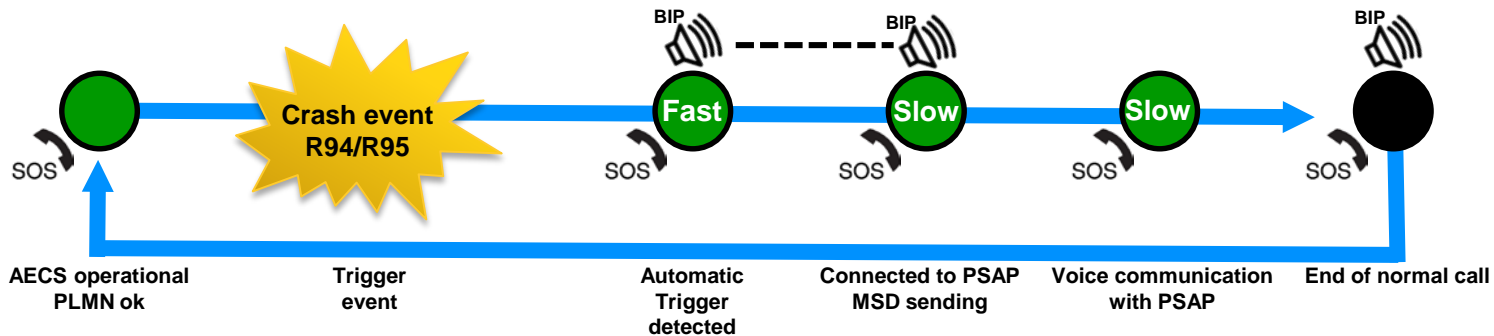 BIP
BIP
BIP
Crash event
R94/R95
Fast
Slow
Slow
SOS
SOS
SOS
SOS
SOS
AECS operational
PLMN ok
Trigger
event
Automatic
Trigger
detected
Connected to PSAP
MSD sending
Voice communication
with PSAP
End of normal call